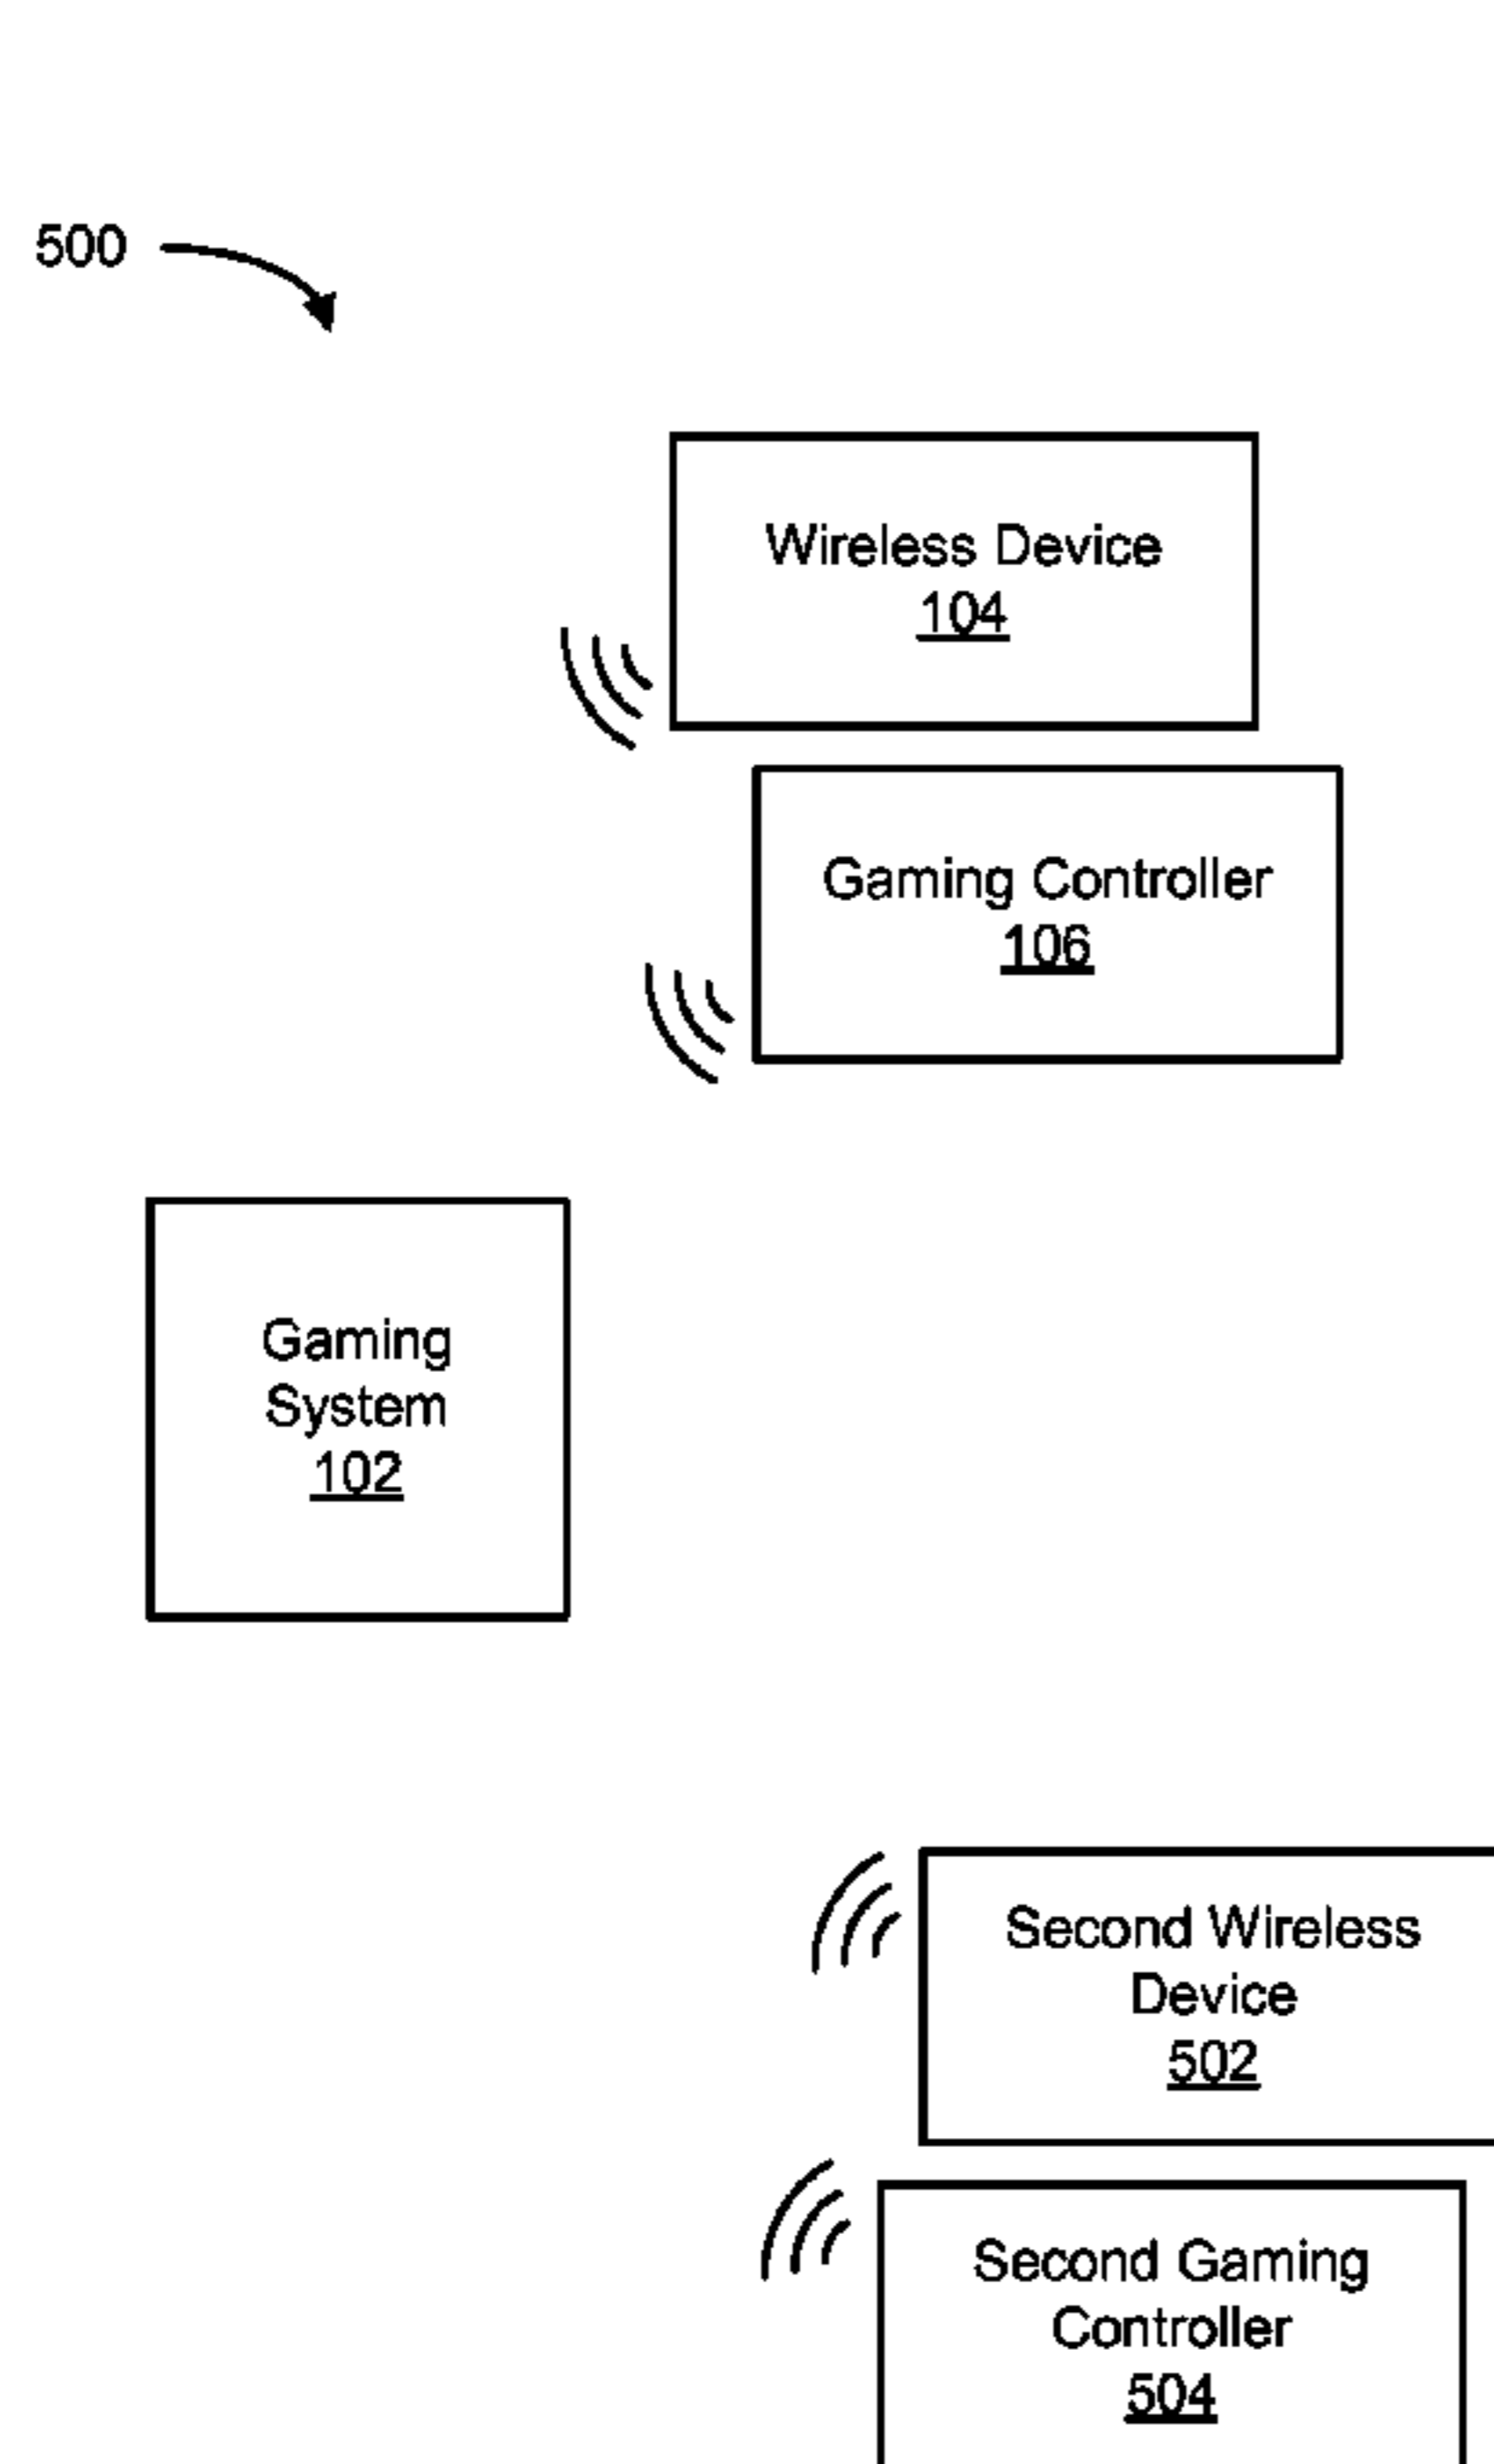 500
Wireless Device
104
Gaming Controller
106
Gaming
System
102
Second Wireless
Device
502
Second Gaming
Controller
504